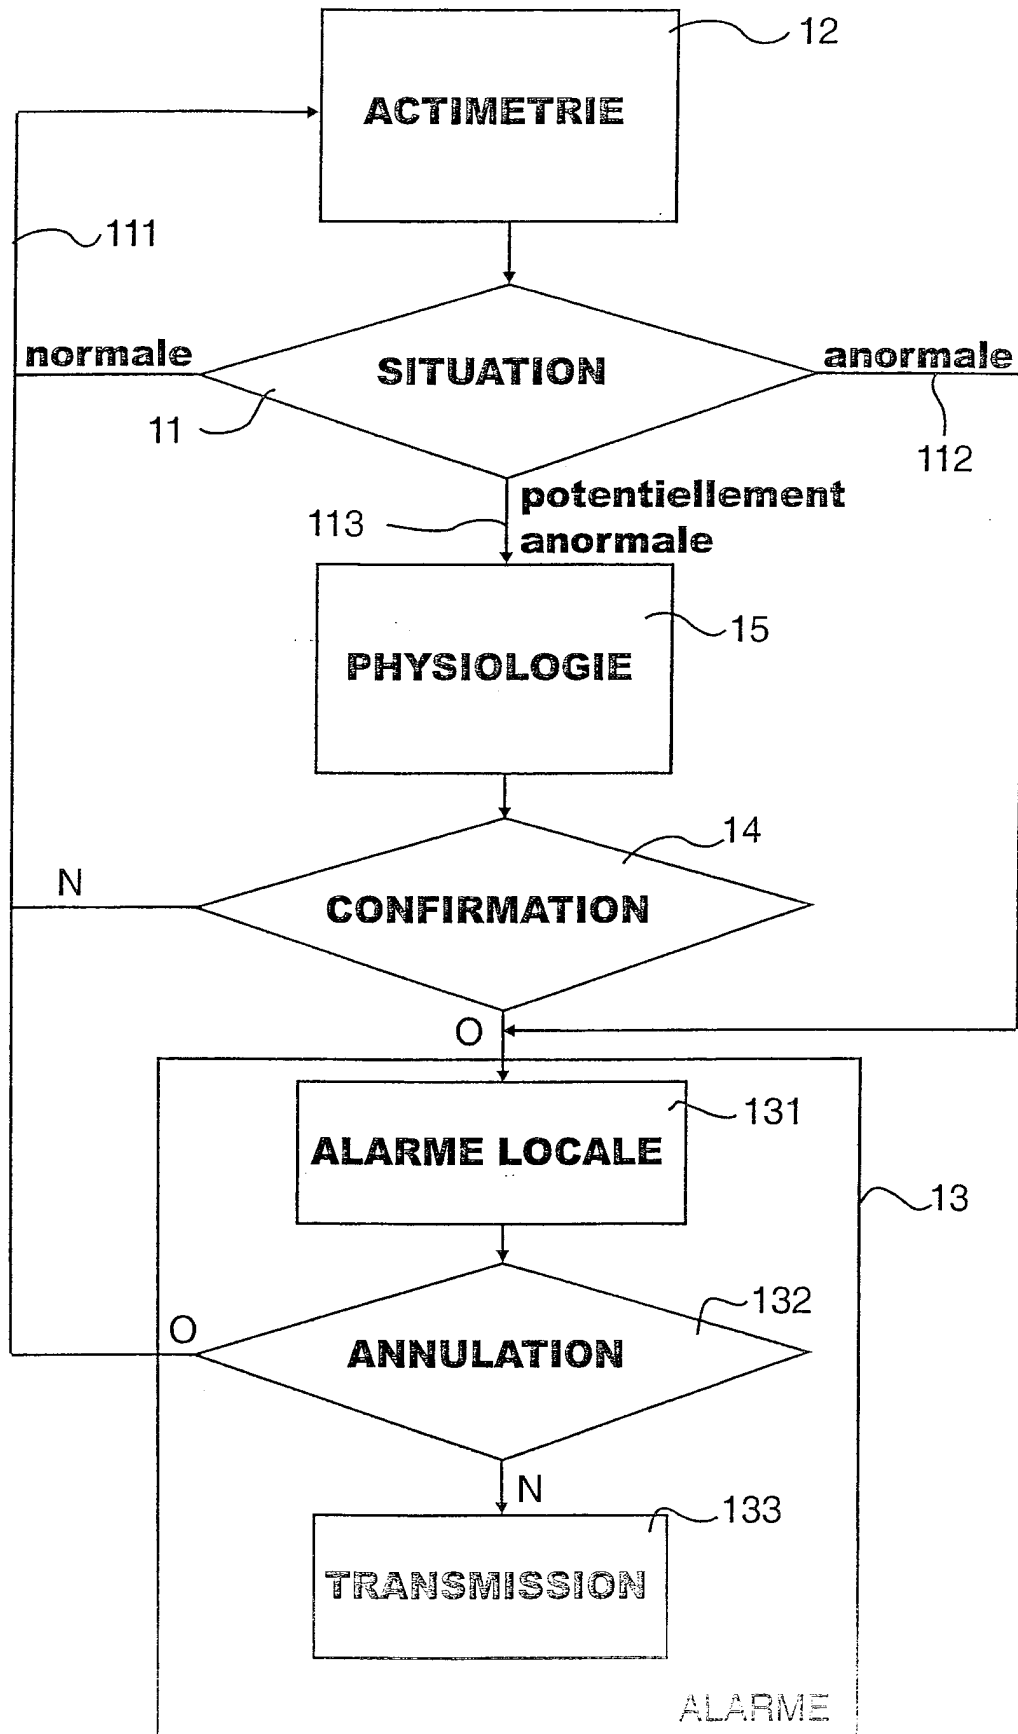 12
ACTIMETRIE
111
normale
SITUATION
anormale
11
112
potentiellement
113
anormale
15
PHYSIOLOGIE
14
N
CONFIRMATION
O
131
ALARME LOCALE
13
132
O
ANNULATION
N
133
TRANSMISSION
ALARME